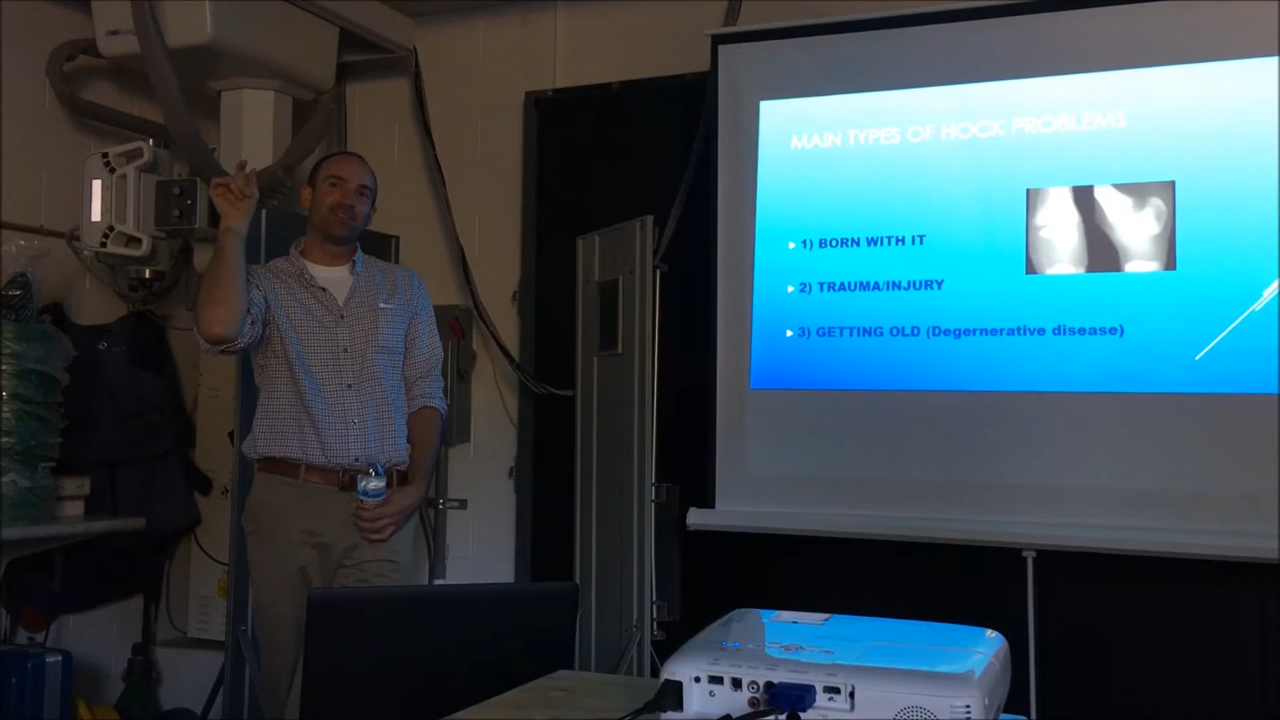 MAIN TYPES OF HOCK PROBLEMS
1) BORN WITH IT
2) TRAUMA/INJURY
3) GETTING OLD (Degernerative disease)